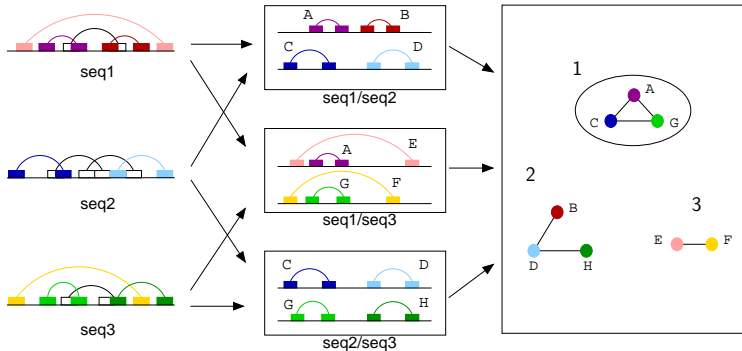 seq1
seq2
seq3
A B
C D
seq1/seq2
A E
G F
seq1/seq3
C D
G H
seq2/seq3
1
A
C G
2
B
D H
3
E F